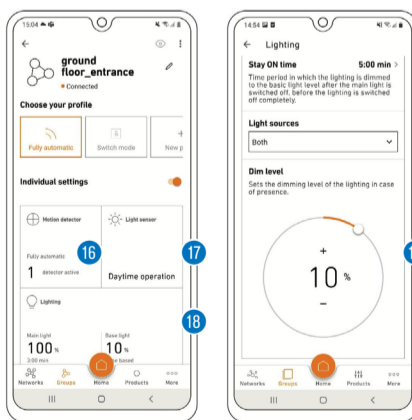 15:04
ground
floor_entrance
Connected
Choose your profile
Fully automatic
Switch mode
New p
Individual settings
Motion detector
Light sensor
Fully automatic
1 detector active
16
Daytime operation
17
Lighting
18
Main light
100 %
3:00 min
Base light
10 %
Time based
Networks
Groups
Home
Products
More
14:54
Lighting
Stay ON time 5:00 min
Time period in which the lighting is dimmed
to the basic light level after the main light is
switched off, before the lighting is switched
off completely.
Light sources
Both
Dim level
Sets the dimming level of the lighting in case
of presence.
+
10 %
−
Networks
Groups
Home
Products
More